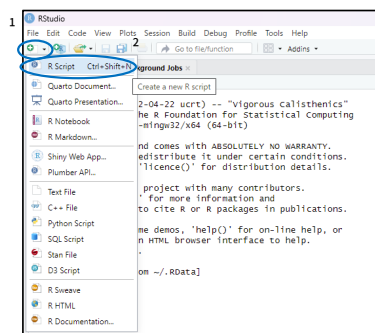 1
RStudio
File Edit Code View Plots Session Build Debug Profile Tools Help
2
Go to file/function
Addins
R Script Ctrl+Shift+N
kground Jobs
Quarto Document...
Create a new R script
Quarto Presentation...
2-04-22 ucrt) -- "vigorous Calisthenics"
he R Foundation for Statistical Computing
R Notebook
-mingw32/x64 (64-bit)
R Markdown...
nd comes with ABSOLUTELY NO WARRANTY.
Shiny Web App...
edistribute it under certain conditions.
Plumber API...
'licence()' for distribution details.
Text File
project with many contributors.
C++ File
' for more information and
Python Script
to cite R or R packages in publications.
SQL Script
me demos, 'help()' for on-line help, or
Stan File
n HTML browser interface to help.
D3 Script
.
R Sweave
om ~/.RData]
R HTML
R Documentation...